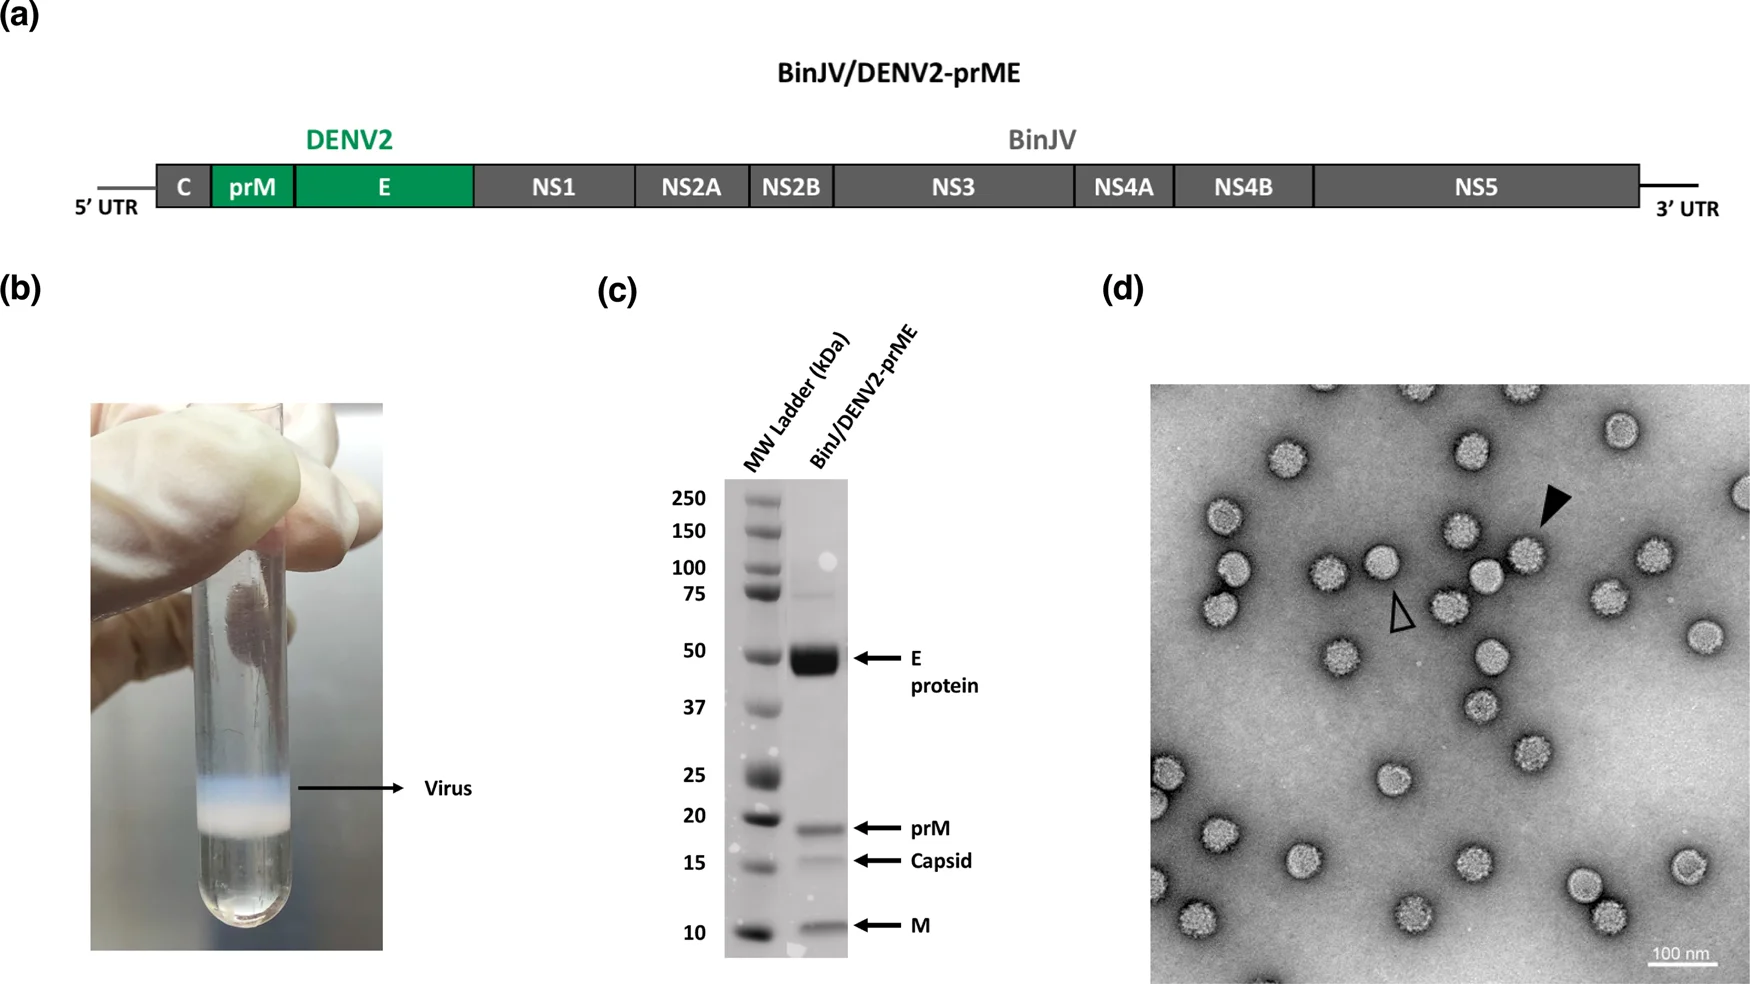 (a)
BinJV/DENV2-prME
DENV2
BinJV
C prM E NS1 NS2A NS2B NS3 NS4A NS4B NS5
5’ UTR
3’ UTR
(b)
Virus
(c)
MW Ladder (kDa)
BinJ/DENV2-prME
250
150
100
75
50
37
25
20
15
10
E
protein
prM
Capsid
M
(d)
100 nm